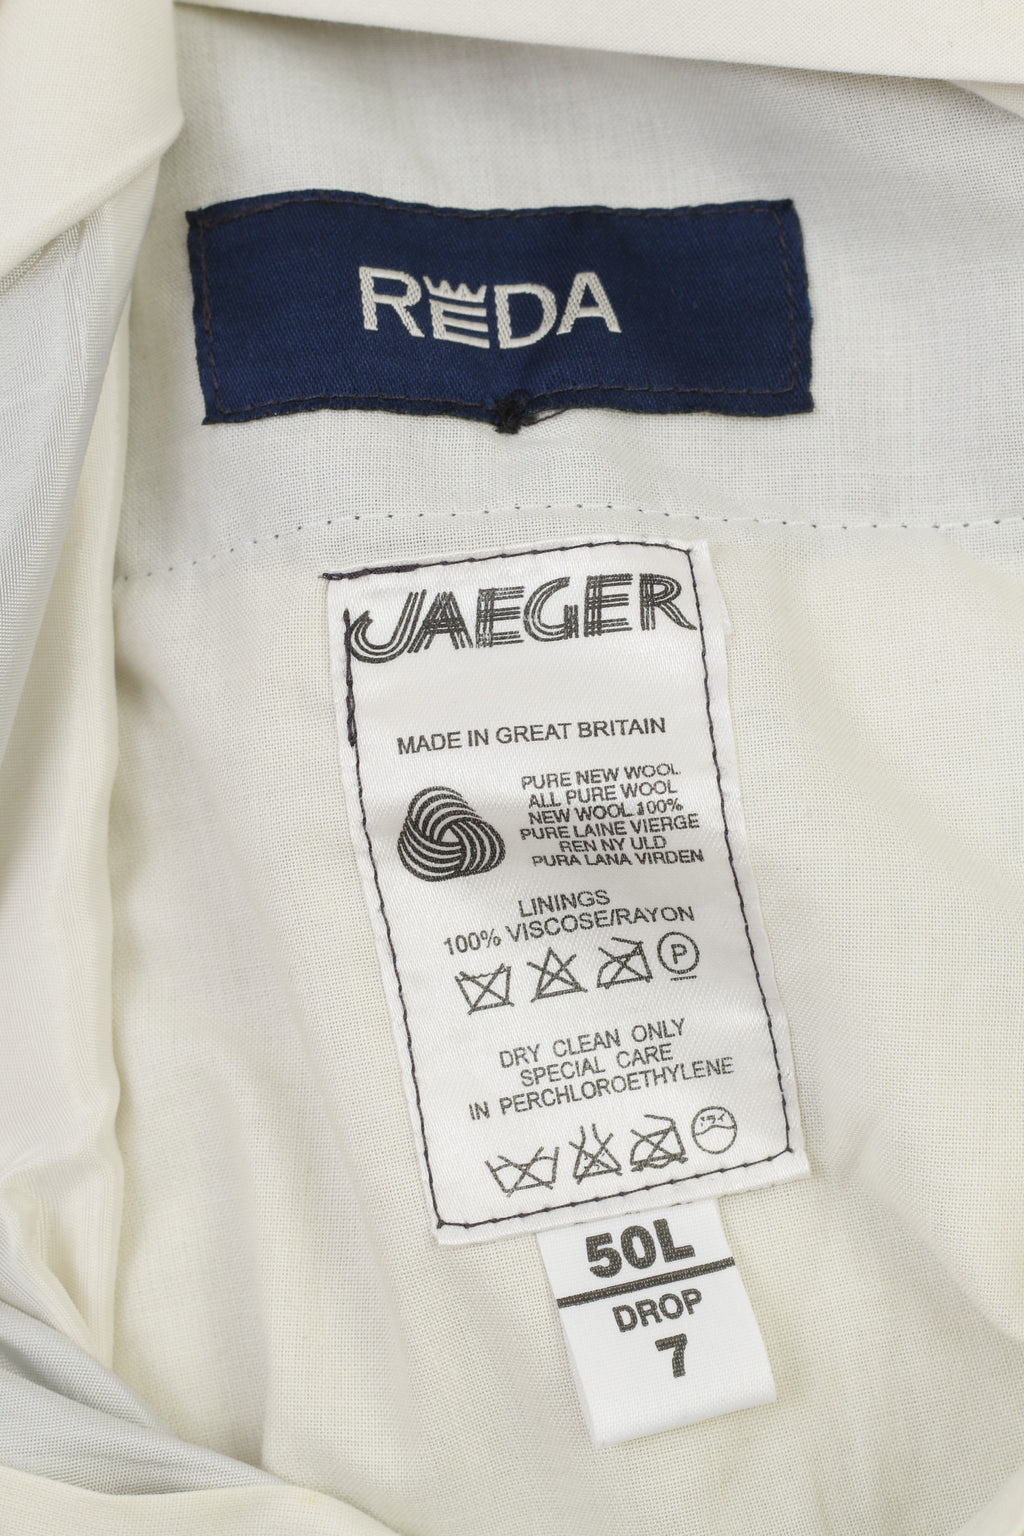 REDA
JAEGER
MADE IN GREAT BRITAIN
PURE NEW WOOL
ALL PURE WOOL
NEW WOOL 100%
PURE LAINE VIERGE
REN NY ULD
PURA LANA VIRDEN
LININGS
100% VISCOSE/RAYON
P
DRY CLEAN ONLY
SPECIAL CARE
IN PERCHLOROETHYLENE
50L
DROP
7